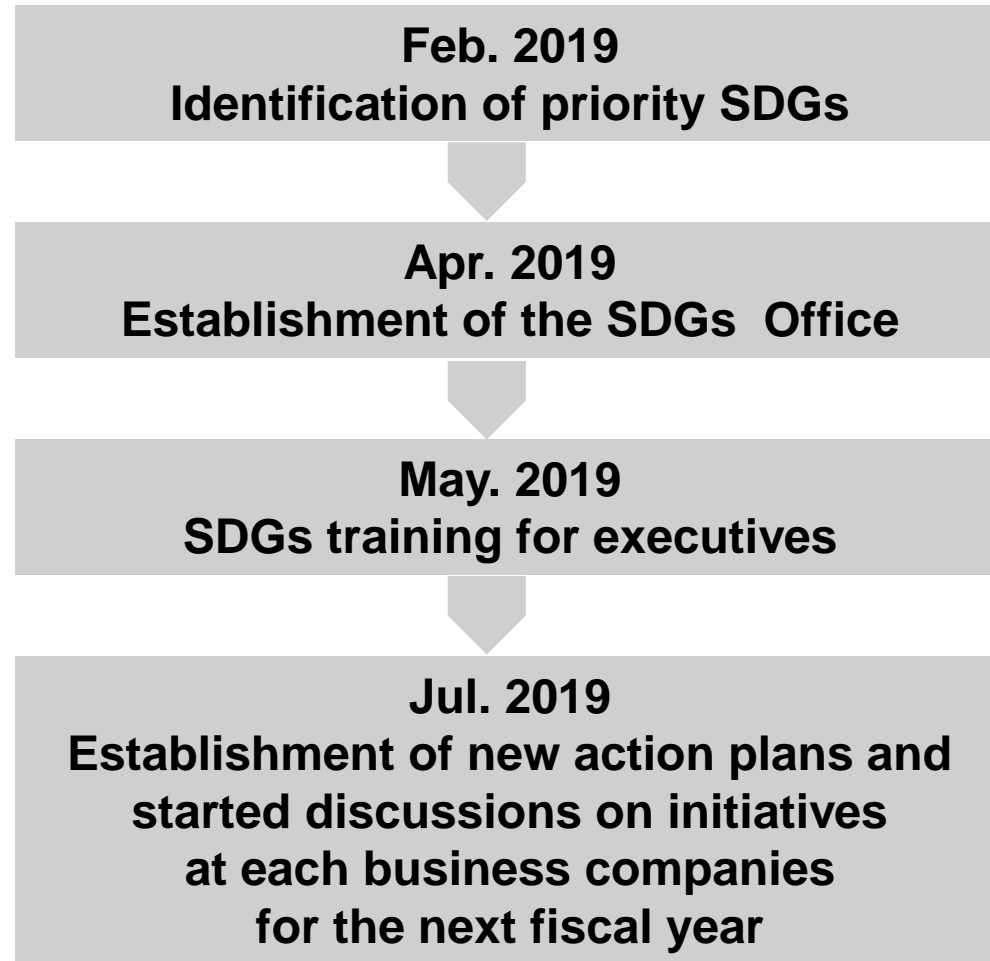 Feb. 2019
Identification of priority SDGs
Apr. 2019
Establishment of the SDGs  Office
May. 2019
SDGs training for executives
Jul. 2019
Establishment of new action plans and
started discussions on initiatives
at each business companies
for the next fiscal year